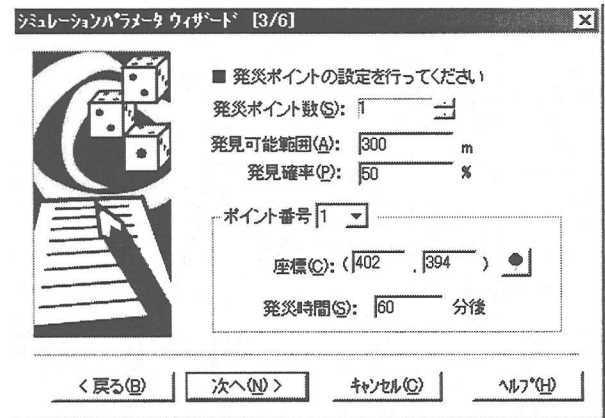 シミュレーションパラメータ ウィザード [3/6]
■ 発災ポイントの設定を行ってください
発災ポイント数(S): 1
発見可能範囲(A): 300 m
発見確率(P): 50 %
ポイント番号 1
座標(C): ( 402 , 394 )
発災時間(S): 60 分後
< 戻る(B) 次へ(N) > キャンセル(C) ヘルプ(H)